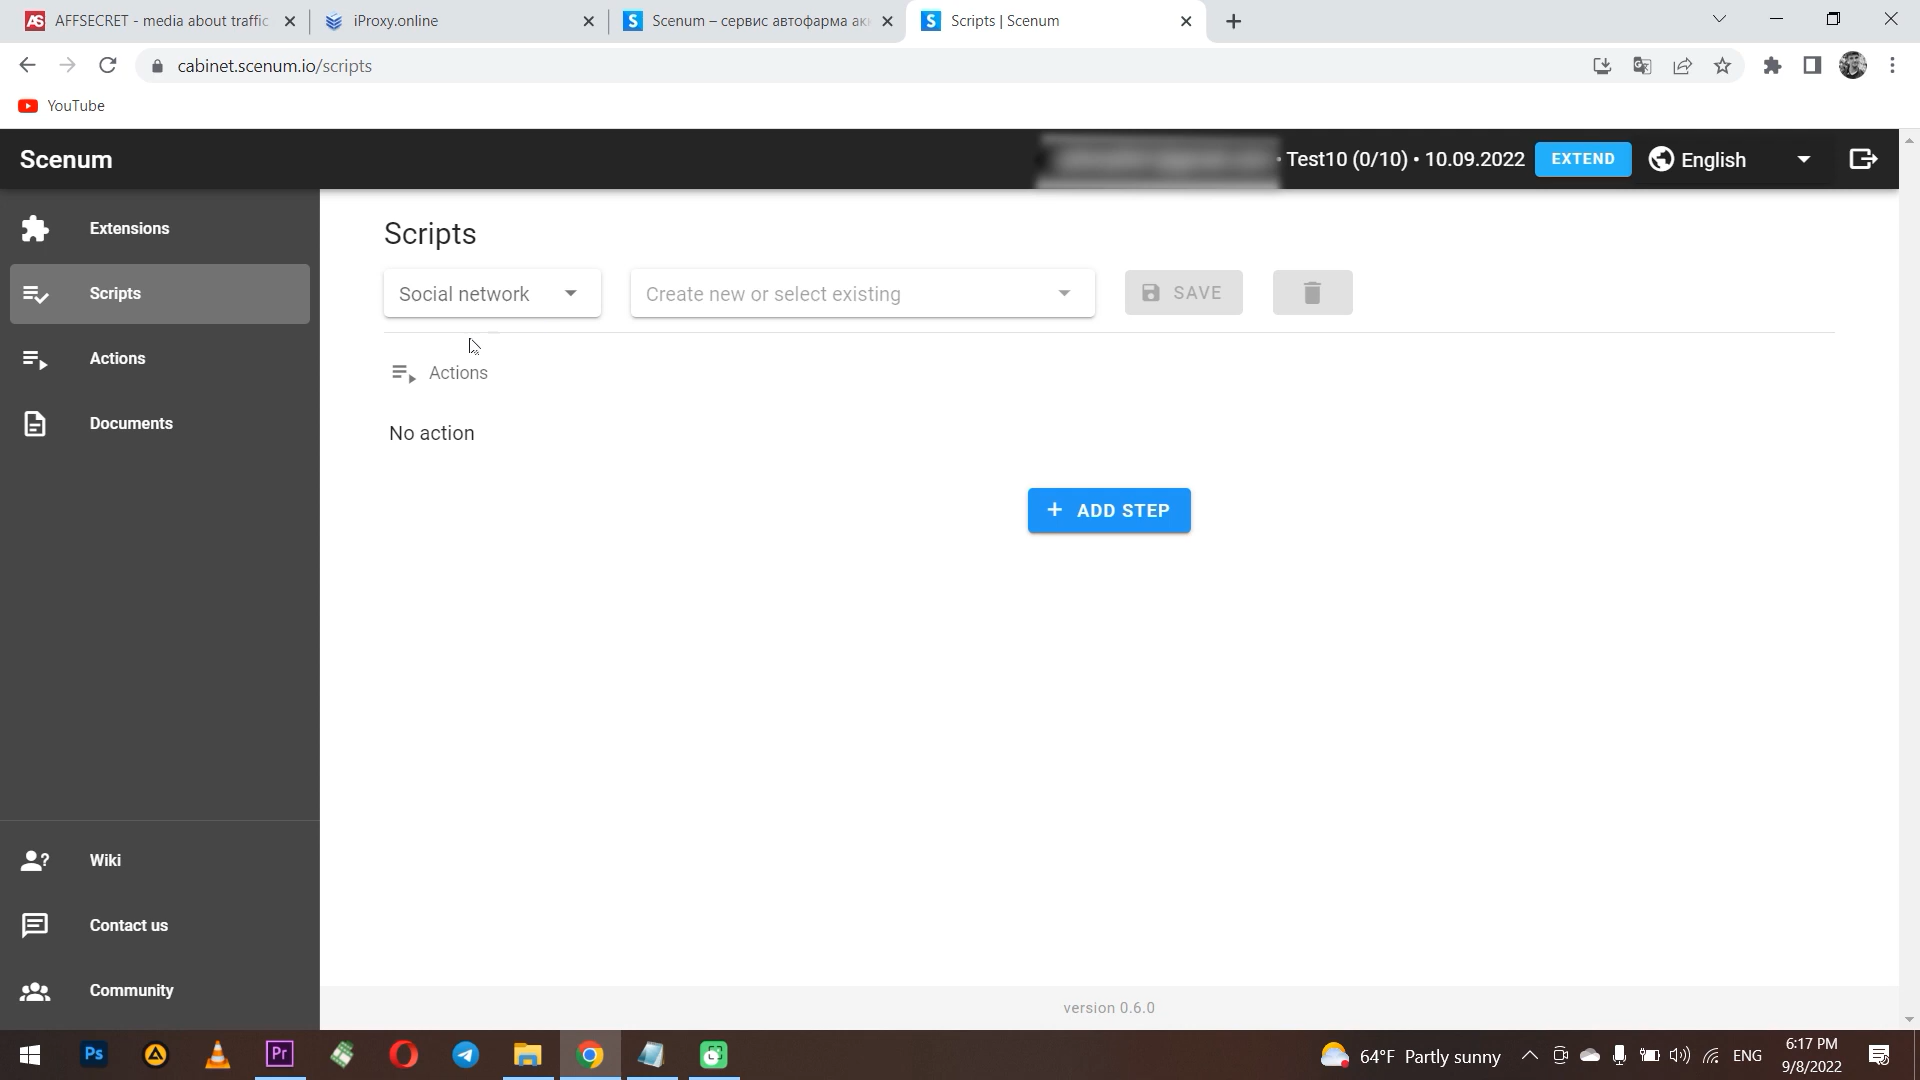 AFFSECRET - media about traffic
iProxy.online
Scenum – сервис автофарма ак
Scripts | Scenum
cabinet.scenum.io/scripts
YouTube
Scenum
• Test10 (0/10) • 10.09.2022
EXTEND
English
Extensions
Scripts
Actions
Documents
Wiki
Contact us
Community
Scripts
Social network
Create new or select existing
SAVE
Actions
No action
+ ADD STEP
version 0.6.0
Ps
Pr
64°F Partly sunny
ENG
6:17 PM
9/8/2022